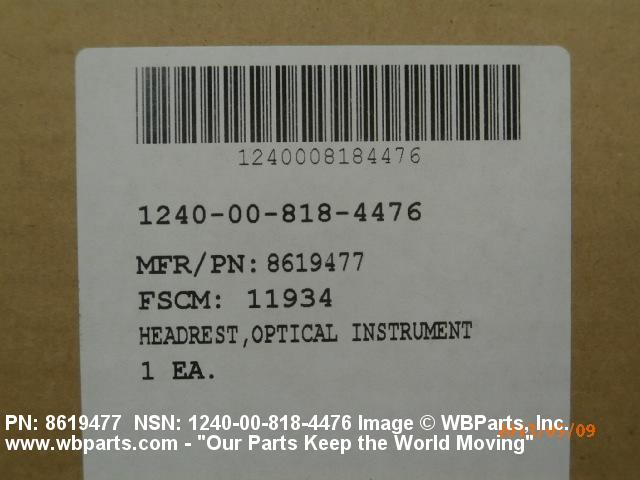 1240008184476
1240-00-818-4476
MFR/PN: 8619477
FSCM: 11934
HEADREST,OPTICAL INSTRUMENT
1 EA.
PN: 8619477 NSN: 1240-00-818-4476 Image © WBParts, Inc.
www.wbparts.com - "Our Parts Keep the World Moving"